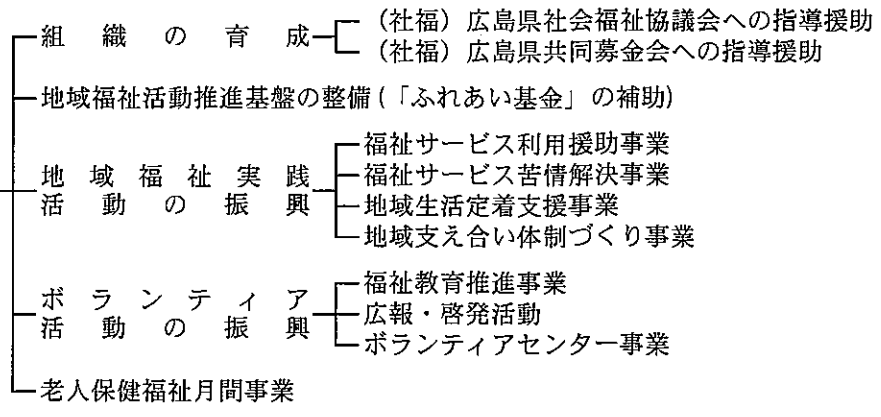 組織の育成
(社福)広島県社会福祉協議会への指導援助
(社福)広島県共同募金会への指導援助
地域福祉活動推進基盤の整備(「ふれあい基金」の補助)
地域福祉実践
活動の振興
福祉サービス利用援助事業
福祉サービス苦情解決事業
地域生活定着支援事業
地域支え合い体制づくり事業
ボランティア
活動の振興
福祉教育推進事業
広報・啓発活動
ボランティアセンター事業
老人保健福祉月間事業